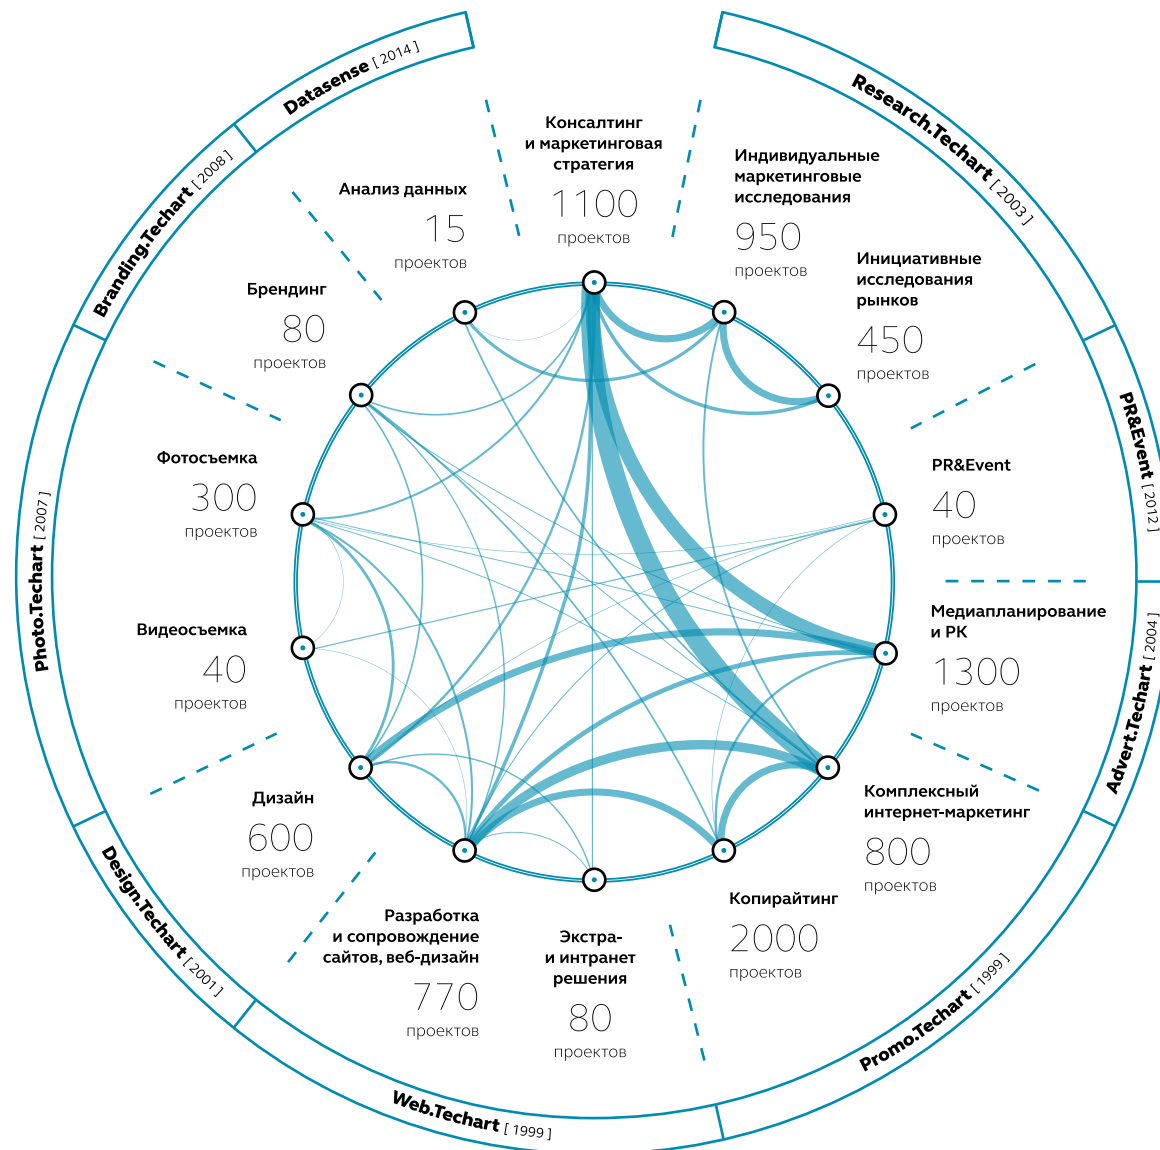 Datasense [ 2014 ]
Branding.Techart [ 2008 ]
Photo.Techart [ 2007 ]
Design.Techart [ 2001 ]
Web.Techart [ 1999 ]
Promo.Techart [ 1999 ]
Advert.Techart [ 2004 ]
PR&Event [ 2012 ]
Research.Techart [ 2003 ]
Консалтинг
и маркетинговая
стратегия
1100
проектов
Индивидуальные
маркетинговые
исследования
950
проектов
Инициативные
исследования
рынков
450
проектов
PR&Event
40
проектов
Медиапланирование
и РК
1300
проектов
Комплексный
интернет-маркетинг
800
проектов
Копирайтинг
2000
проектов
Экстра-
и интранет
решения
80
проектов
Разработка
и сопровождение
сайтов, веб-дизайн
770
проектов
Дизайн
600
проектов
Видеосъемка
40
проектов
Фотосъемка
300
проектов
Брендинг
80
проектов
Анализ данных
15
проектов